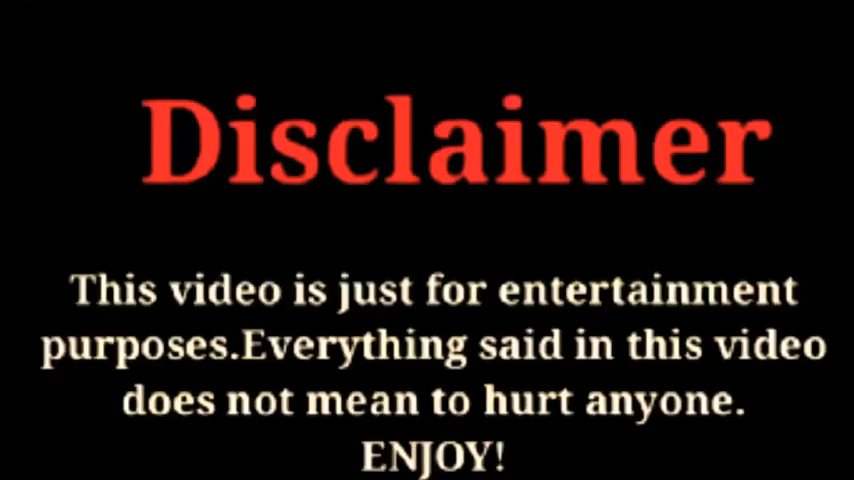 Disclaimer
This video is just for entertainment
purposes.Everything said in this video
does not mean to hurt anyone.
ENJOY!